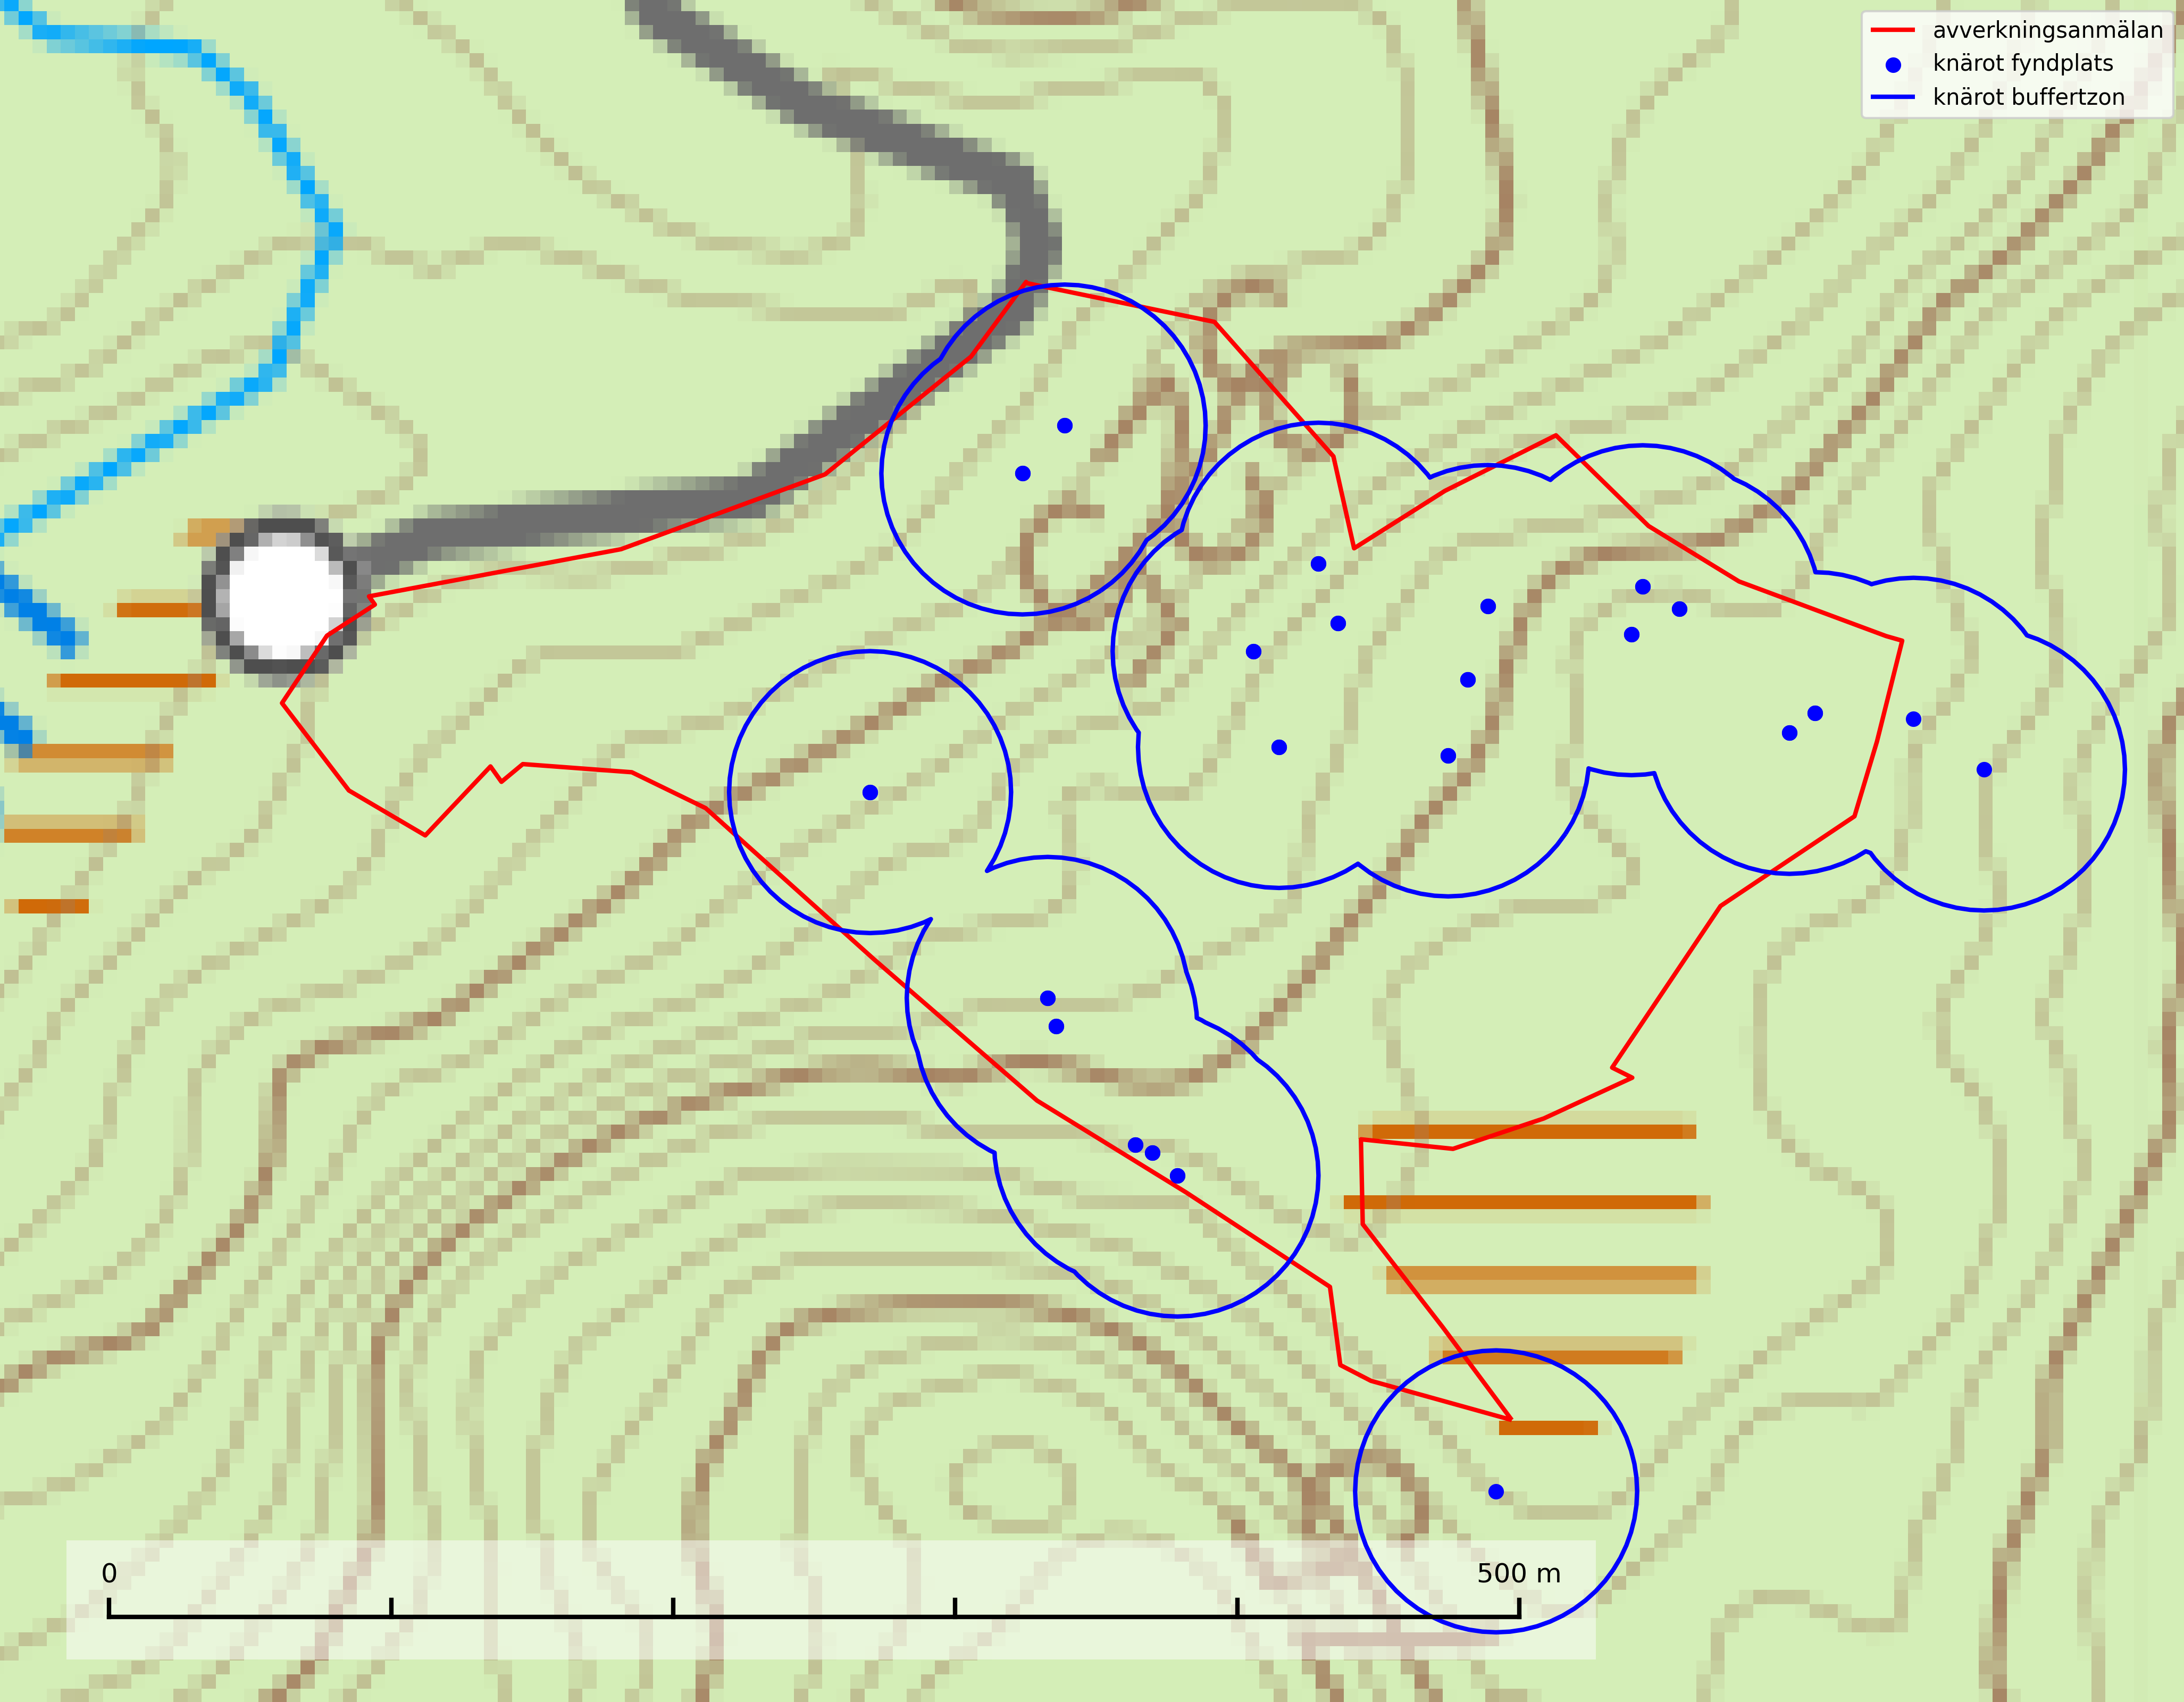 avverkningsanmälan
knärot fyndplats
knärot buffertzon
0
500 m